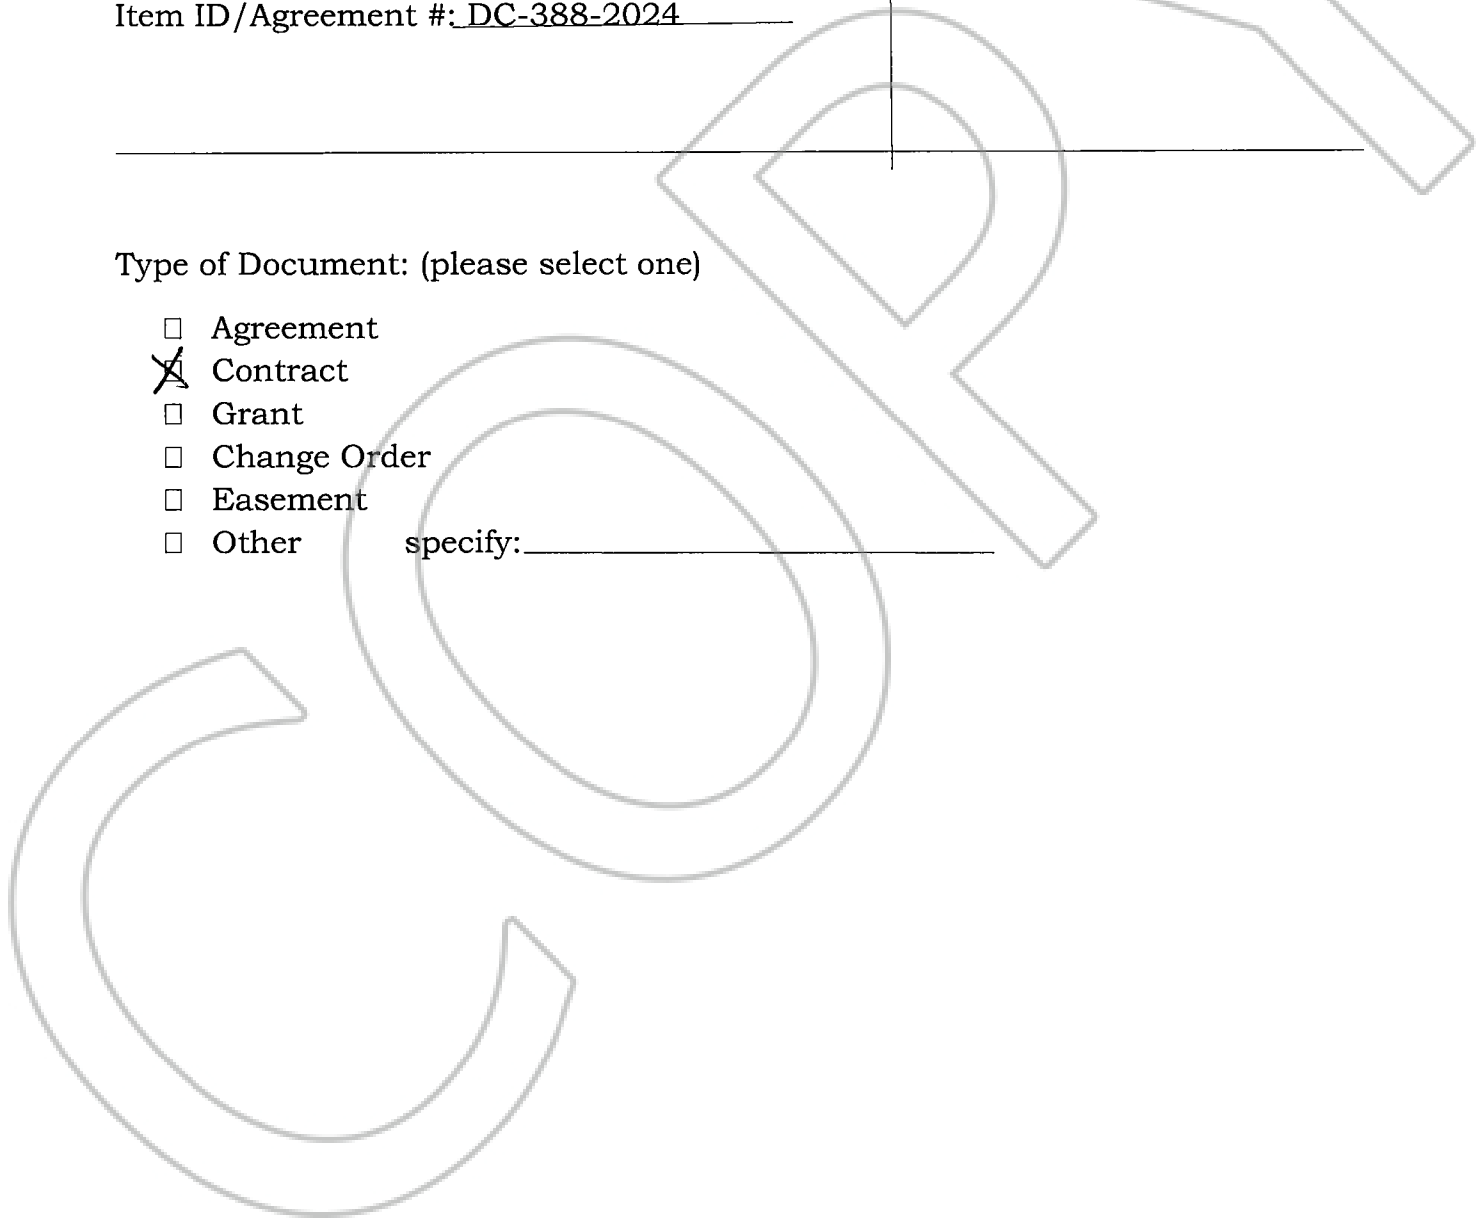 Item ID/Agreement #: DC-388-2024
Type of Document: (please select one)
☐ Agreement
☒ Contract
☐ Grant
☐ Change Order
☐ Easement
☐ Other specify:
COPY